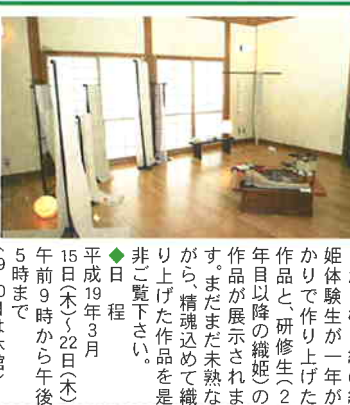 姫体験生が一年が
かりで作り上げた
作品と、研修生(2
年目以降の織姫)の
作品が展示されま
す。まだまだ未熟な
がら、精魂込めて織
り上げた作品を是
非ご覧下さい。
◆日 程
平成19年3月
15日(木)~22日(木)
午前9時から午後
5時まで